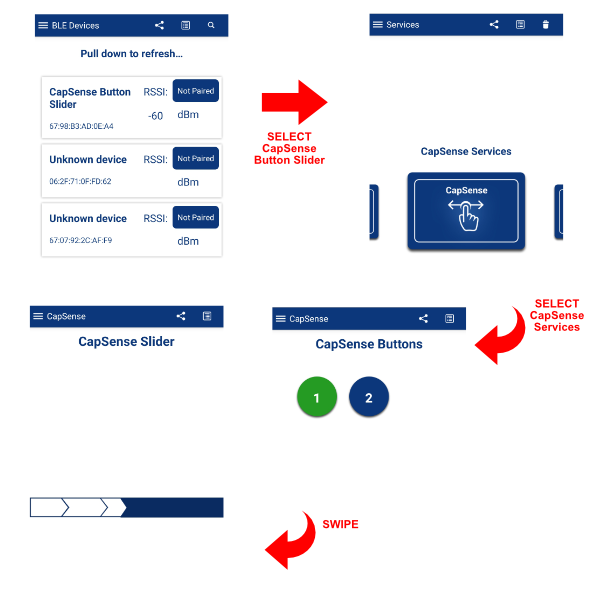 BLE Devices
Pull down to refresh...
CapSense Button
Slider
RSSI:
Not Paired
-60
dBm
67:98:B3:AD:0E:A4
Unknown device
RSSI:
Not Paired
06:2F:71:0F:FD:62
dBm
Unknown device
RSSI:
Not Paired
67:07:92:2C:AF:F9
dBm
SELECT
CapSense
Button Slider
Services
CapSense Services
CapSense
SELECT
CapSense
Services
CapSense
CapSense Buttons
1
2
CapSense
CapSense Slider
SWIPE